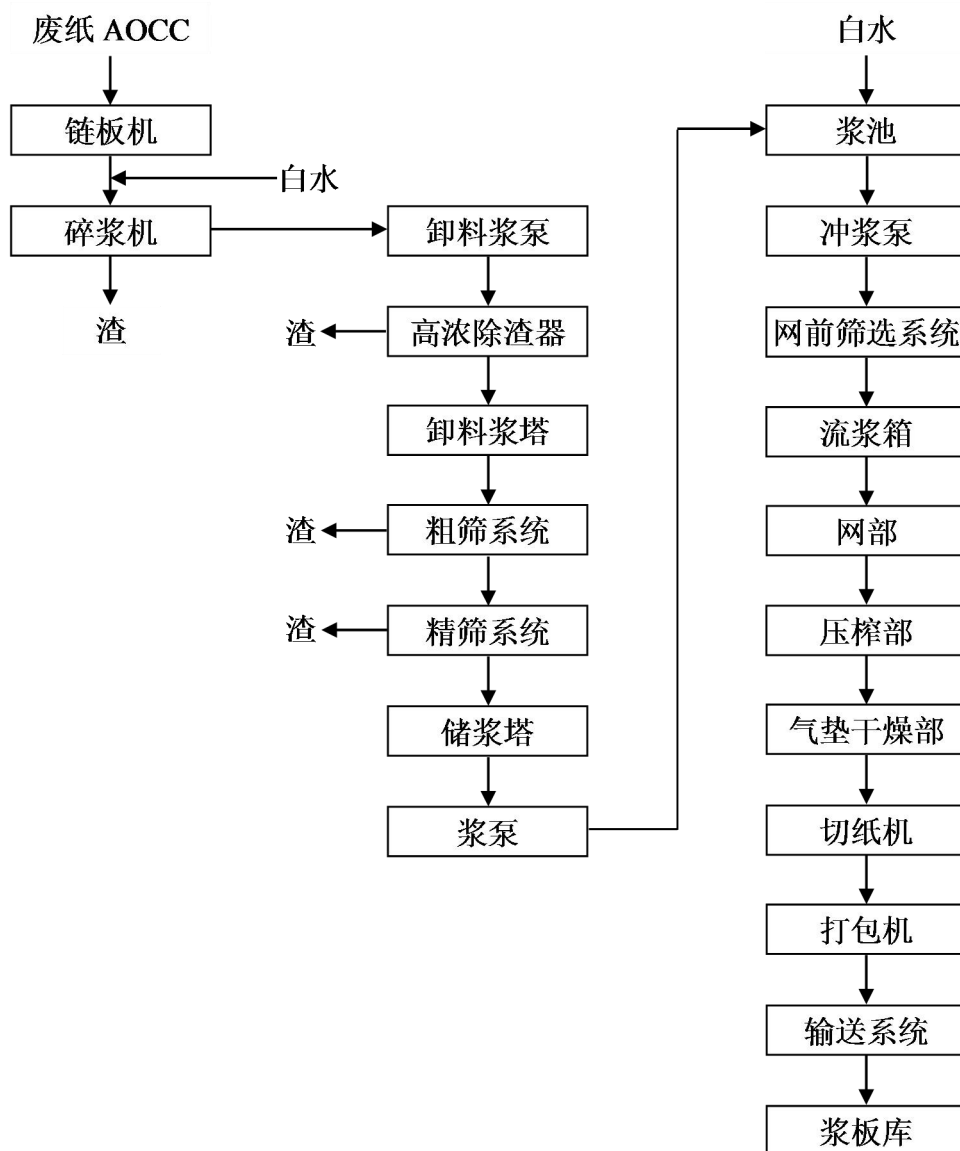 废纸 AOCC
链板机
白水
碎浆机
渣
卸料浆泵
渣
高浓除渣器
卸料浆塔
渣
粗筛系统
渣
精筛系统
储浆塔
浆泵
白水
浆池
冲浆泵
网前筛选系统
流浆箱
网部
压榨部
气垫干燥部
切纸机
打包机
输送系统
浆板库